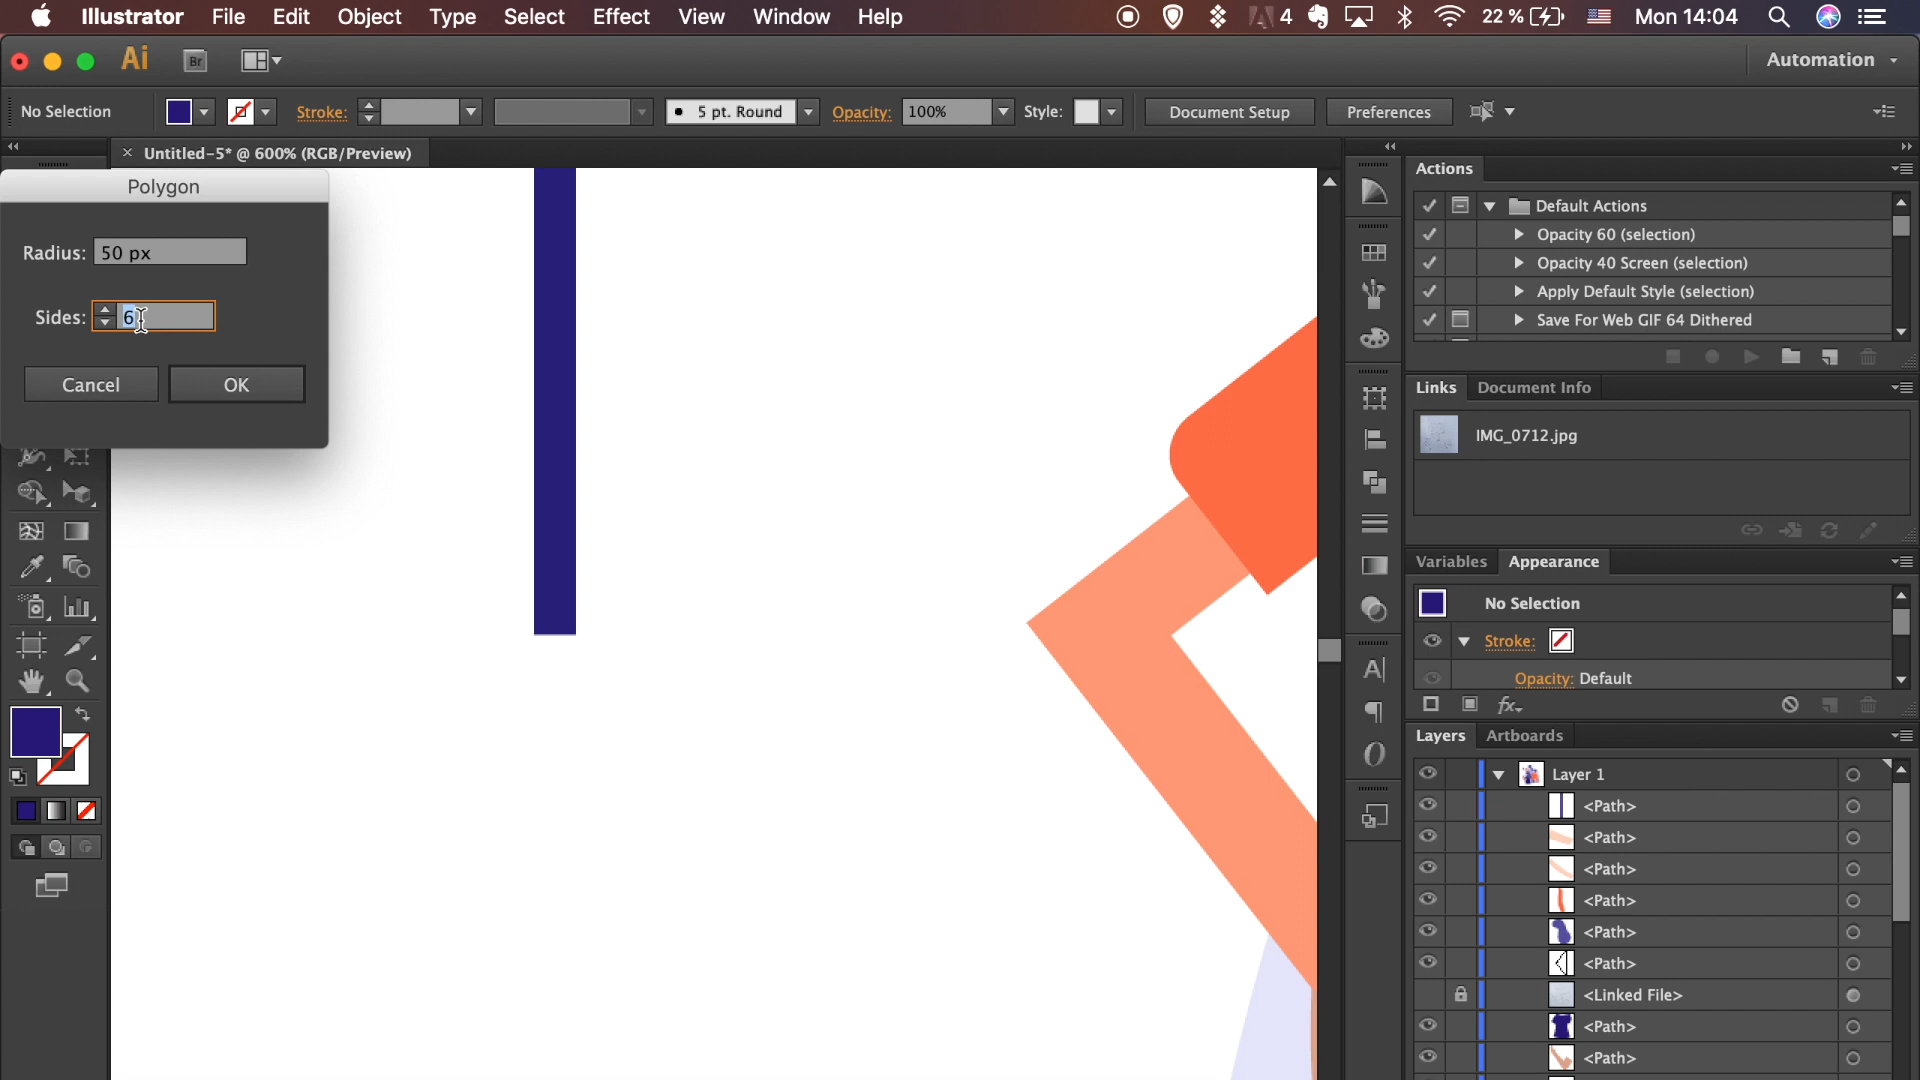 Illustrator File Edit Object Type Select Effect View Window Help 4 22 % Mon 14:04
Ai Br Automation
No Selection Stroke: 5 pt. Round Opacity: 100% Style: Document Setup Preferences
Untitled-5* @ 600% (RGB/Preview)
Polygon
Radius: 50 px
Sides: 6
Cancel OK
Actions
Default Actions
Opacity 60 (selection)
Opacity 40 Screen (selection)
Apply Default Style (selection)
Save For Web GIF 64 Dithered
Links Document Info
IMG_0712.jpg
Variables Appearance
No Selection
Stroke:
Opacity: Default
fx
Layers Artboards
Layer 1
<Path>
<Path>
<Path>
<Path>
<Path>
<Path>
<Linked File>
<Path>
<Path>